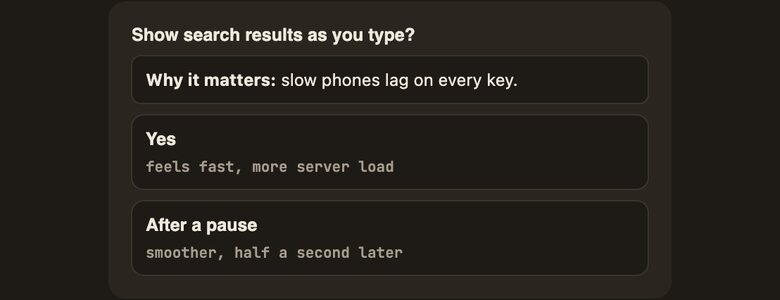 Show search results as you type?
Why it matters: slow phones lag on every key.
Yes
feels fast, more server load
After a pause
smoother, half a second later